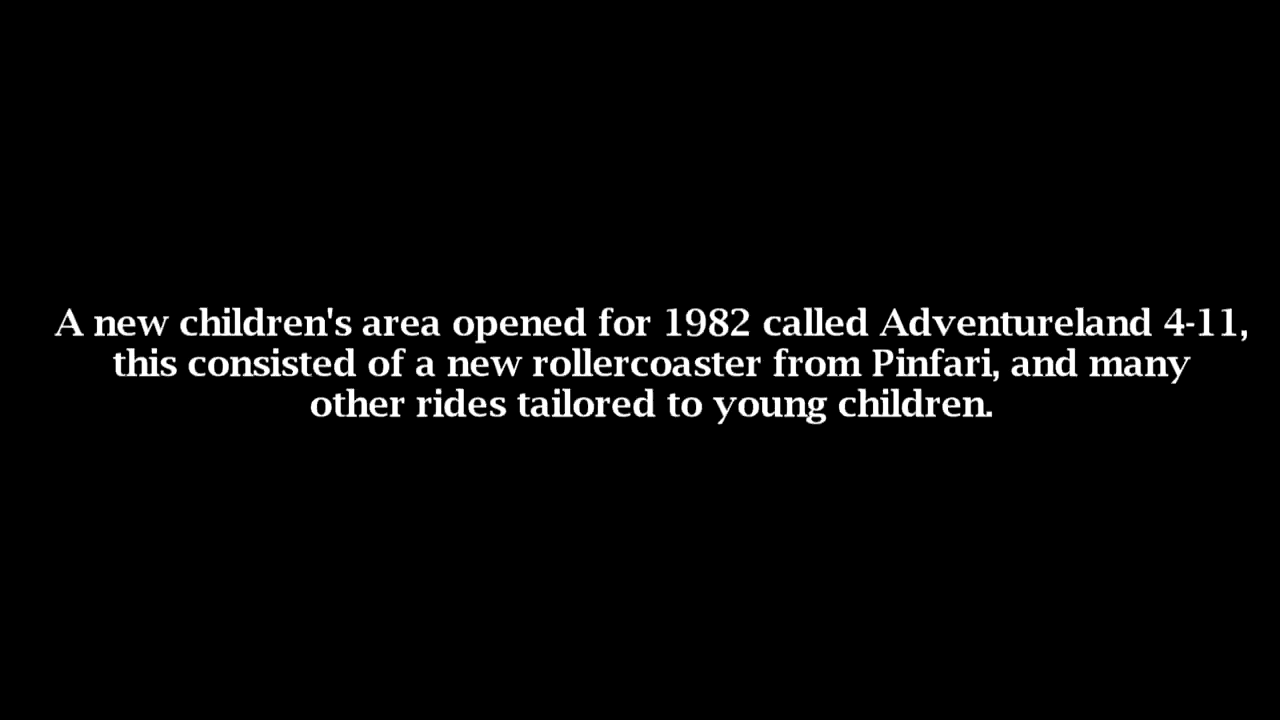 A new children's area opened for 1982 called Adventureland 4-11,
this consisted of a new rollercoaster from Pinfari, and many
other rides tailored to young children.